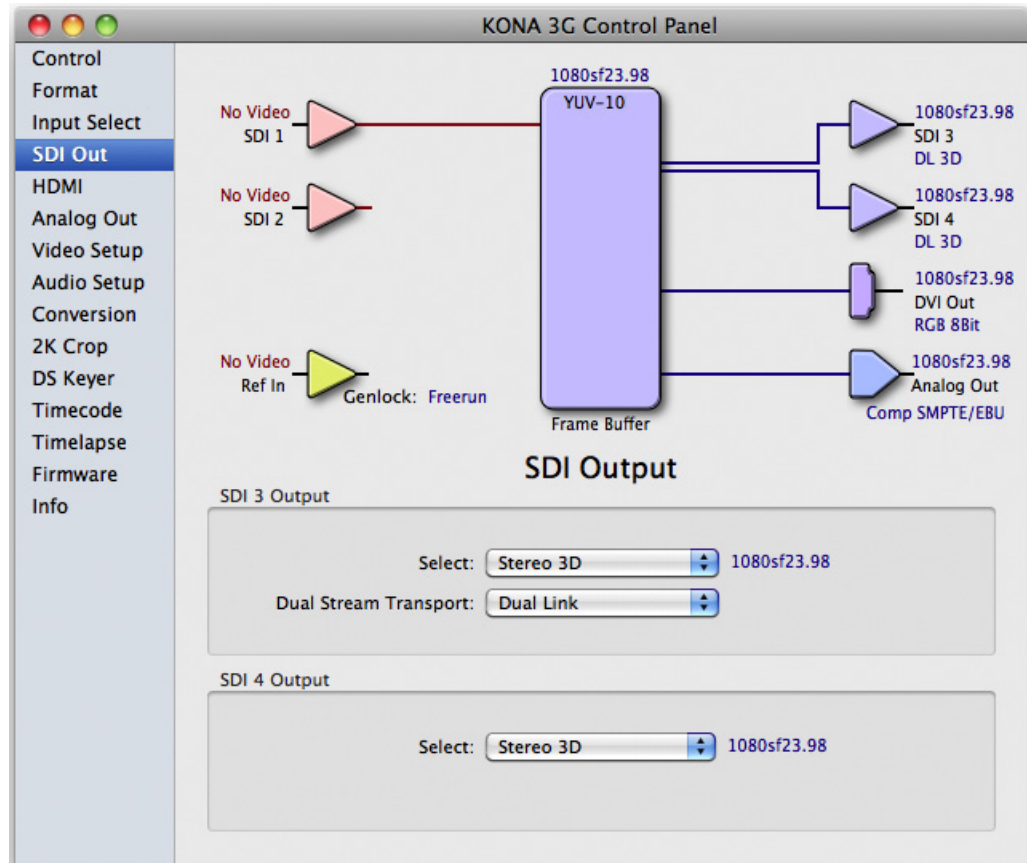 KONA 3G Control Panel
Control
Format
Input Select
SDI Out
HDMI
Analog Out
Video Setup
Audio Setup
Conversion
2K Crop
DS Keyer
Timecode
Timelapse
Firmware
Info
1080sf23.98
YUV-10
Frame Buffer
No Video
SDI 1
No Video
SDI 2
No Video
Ref In
Genlock: Freerun
1080sf23.98
SDI 3
DL 3D
1080sf23.98
SDI 4
DL 3D
1080sf23.98
DVI Out
RGB 8Bit
1080sf23.98
Analog Out
Comp SMPTE/EBU
SDI Output
SDI 3 Output
Select: Stereo 3D 1080sf23.98
Dual Stream Transport: Dual Link
SDI 4 Output
Select: Stereo 3D 1080sf23.98